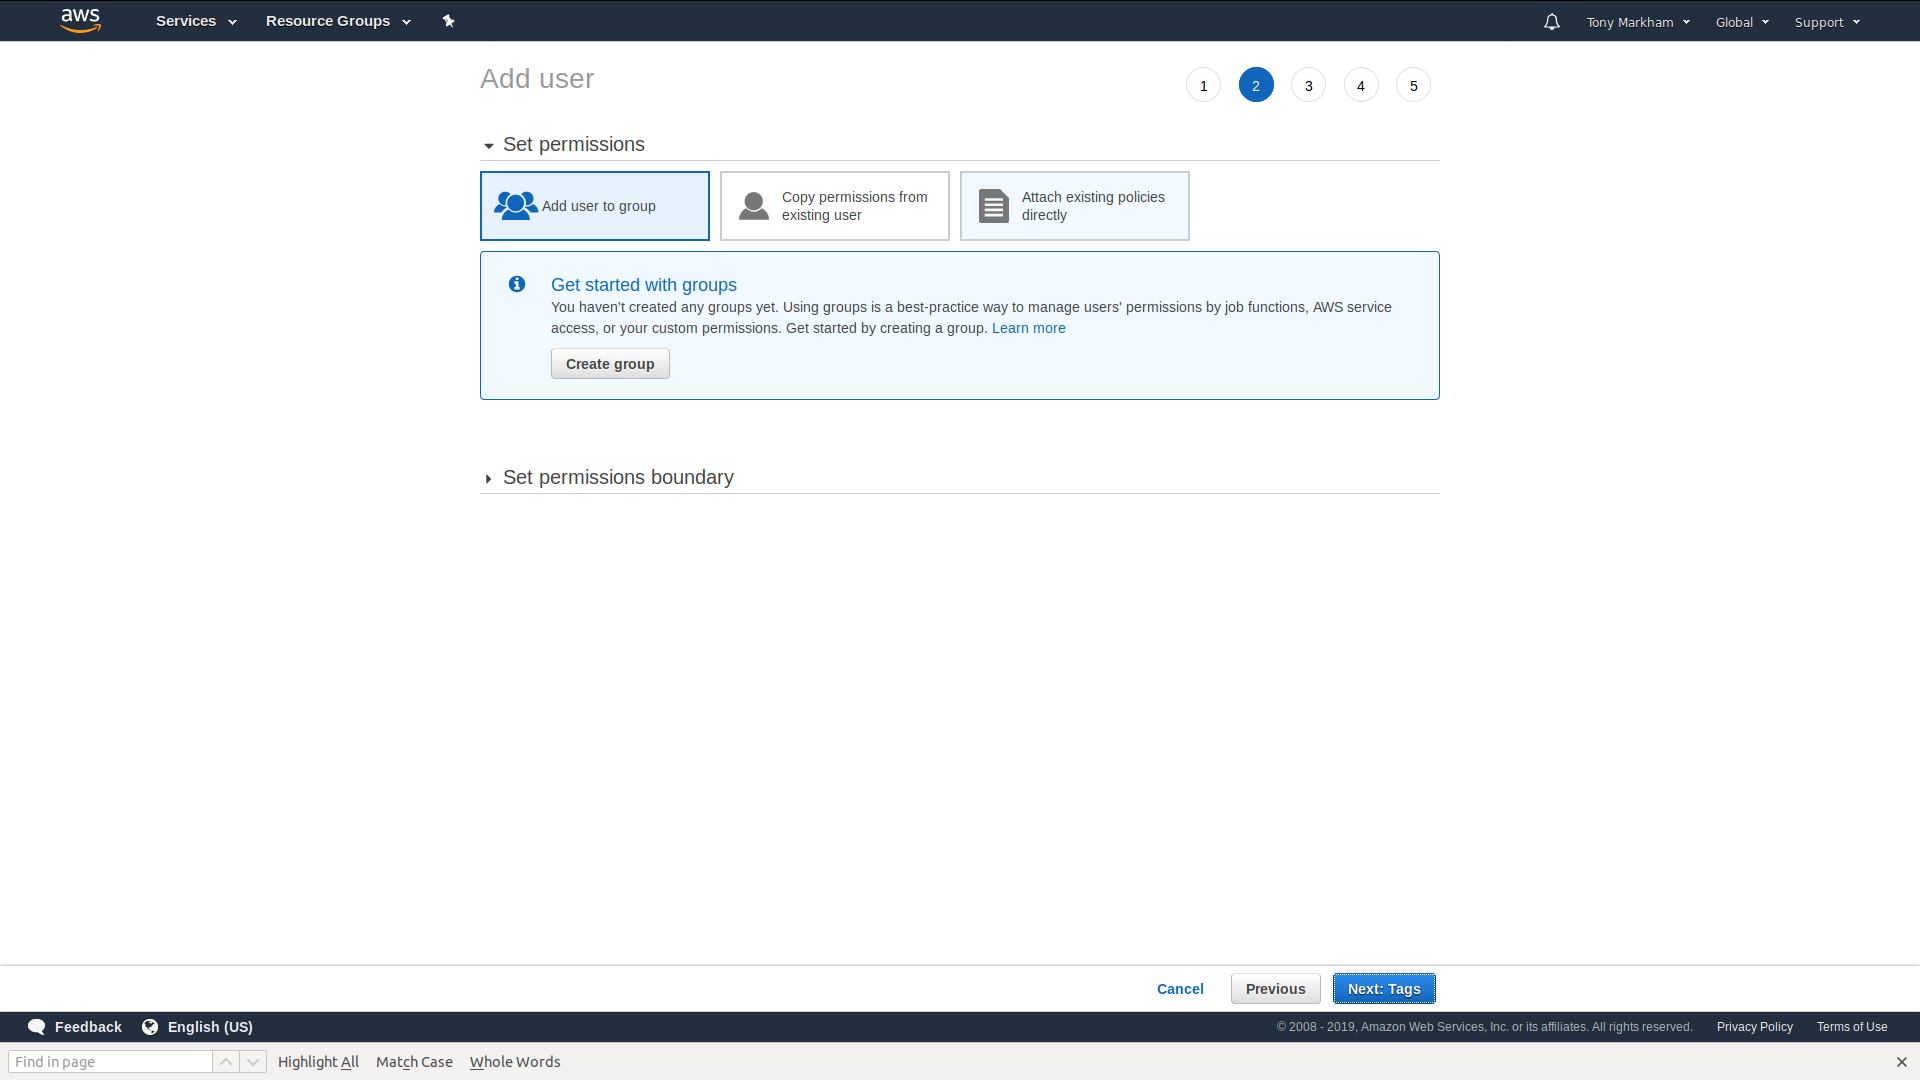 aws Services Resource Groups Tony Markham Global Support
Add user 1 2 3 4 5
Set permissions
Add user to group
Copy permissions from
existing user
Attach existing policies
directly
Get started with groups
You haven't created any groups yet. Using groups is a best-practice way to manage users' permissions by job functions, AWS service
access, or your custom permissions. Get started by creating a group. Learn more
Create group
Set permissions boundary
Cancel Previous Next: Tags
Feedback English (US) © 2008 - 2019, Amazon Web Services, Inc. or its affiliates. All rights reserved. Privacy Policy Terms of Use
Find in page Highlight All Match Case Whole Words